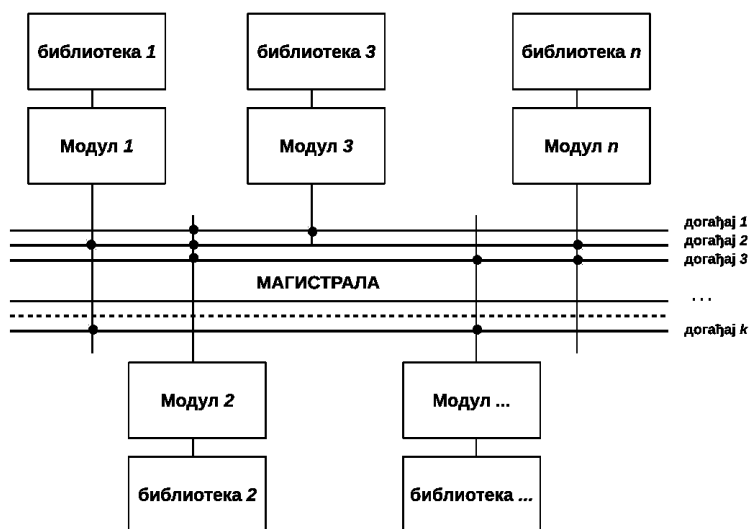 библиотека 1
библиотека 3
библиотека n
Модул 1
Модул 3
Модул n
догађај 1
догађај 2
догађај 3
МАГИСТРАЛА
...
догађај k
Модул 2
Модул ...
библиотека 2
библиотека ...